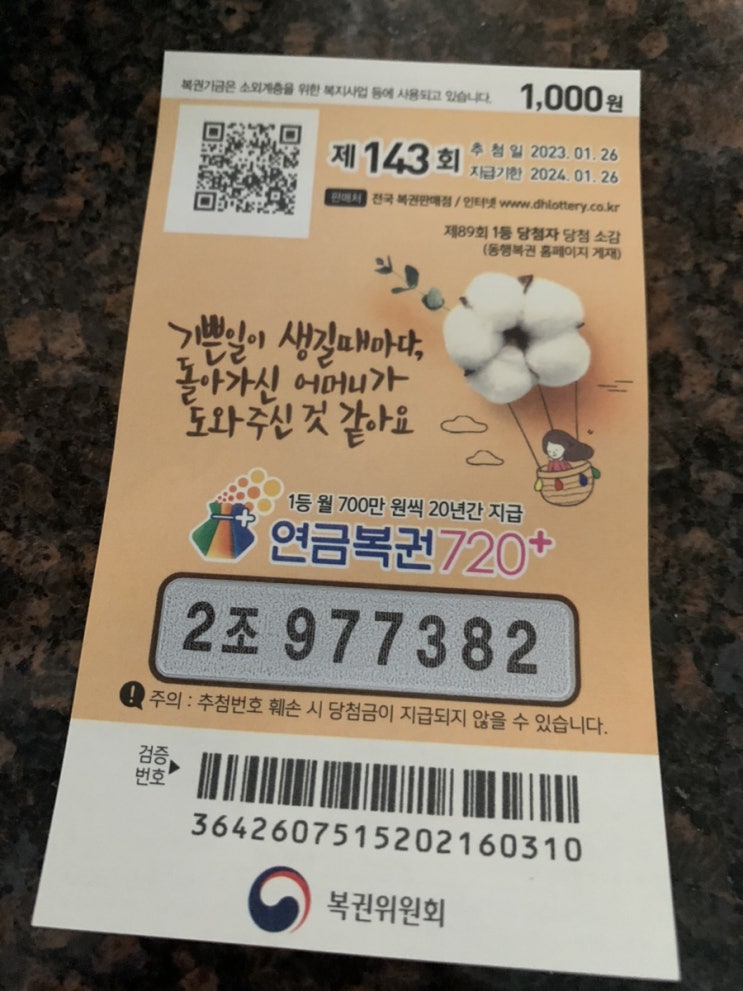 복권기금은 소외계층을 위한 복지사업 등에 사용되고 있습니다. 1,000원
제143회 추 첨 일 2023. 01. 26
지급기한 2024. 01. 26
판매처 전국 복권판매점 / 인터넷 www.dhlottery.co.kr
제89회 1등 당첨자 당첨 소감
(동행복권 홈페이지 게재)
기쁜일이 생길때마다,
돌아가신 어머니가
도와주신 것 같아요
1등 월 700만 원씩 20년간 지급
연금복권720+
2조 977382
! 주의 : 추첨번호 훼손 시 당첨금이 지급되지 않을 수 있습니다.
검증
번호▶
36426075152021603​10
복권위원회